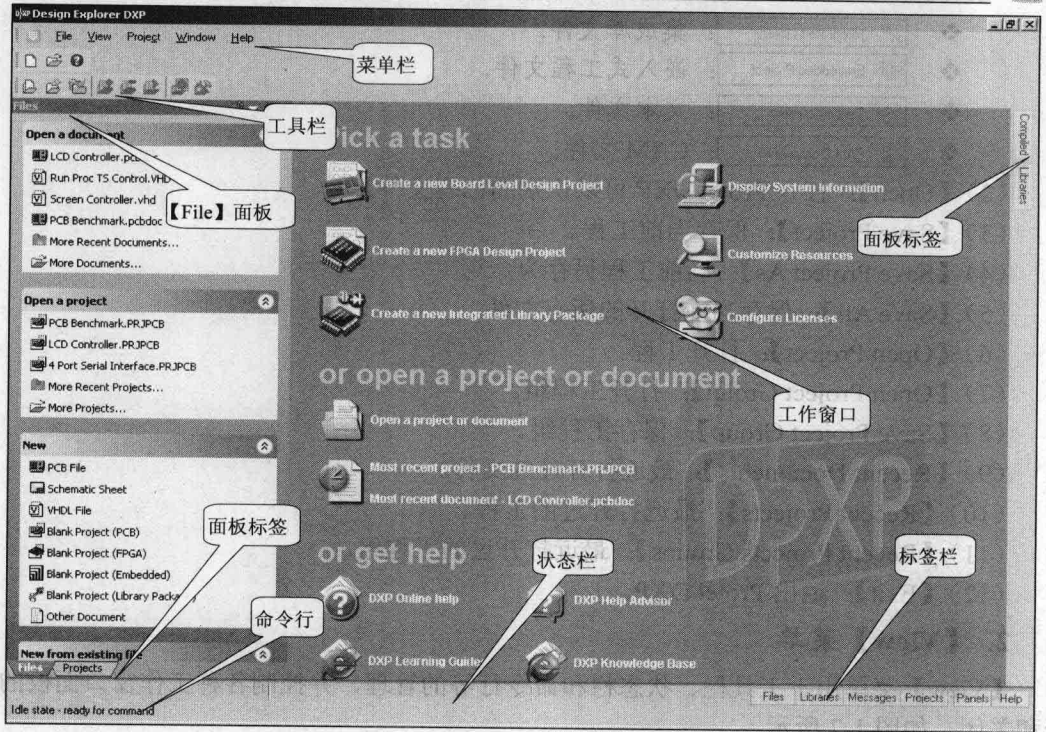 Design Explorer DXP
File View Project Window Help
菜单栏
工具栏
Files
Open a document
LCD Controller.pcbdoc
Run Proc TS Control.VHD
Screen Controller.vhd
PCB Benchmark.pcbdoc
More Recent Documents...
More Documents...
【File】面板
Open a project
PCB Benchmark.PRJPCB
LCD Controller.PRJPCB
4 Port Serial Interface.PRJPCB
More Recent Projects...
More Projects...
New
PCB File
Schematic Sheet
VHDL File
Blank Project (PCB)
Blank Project (FPGA)
Blank Project (Embedded)
Blank Project (Library Package)
Other Document
New from existing file
Files Projects
面板标签
命令行
Idle state - ready for command
Pick a task
Create a new Board Level Design Project
Display System Information
Create a new FPGA Design Project
Customize Resources
Create a new Integrated Library Package
Configure Licenses
or open a project or document
Open a project or document
Most recent project - PCB Benchmark.PRJPCB
Most recent document - LCD Controller.pcbdoc
or get help
DXP Online help
DXP Help Advisor
DXP Learning Guides
DXP Knowledge Base
DXP
工作窗口
面板标签
Compiled Libraries
状态栏
标签栏
Files Libraries Messages Projects Panels Help